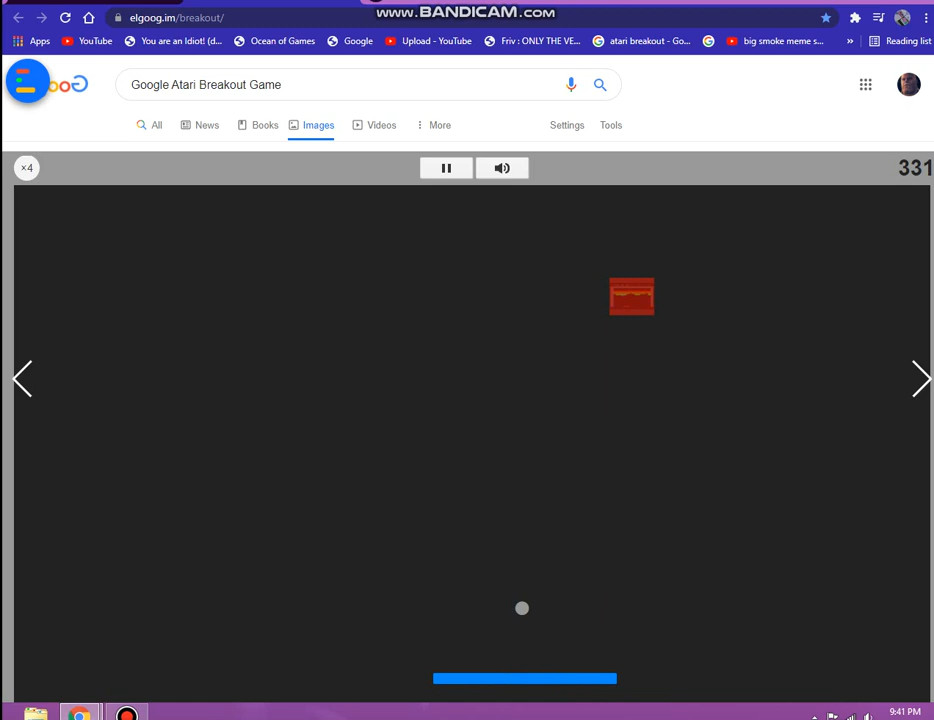 www.BANDICAM.com
elgoog.im/breakout/
Apps YouTube You are an Idiot! (d... Ocean of Games Google Upload - YouTube Friv : ONLY THE VE... atari breakout - Go... big smoke meme s... » Reading list
Google Atari Breakout Game
All News Books Images Videos More Settings Tools
×4 331
9:41 PM